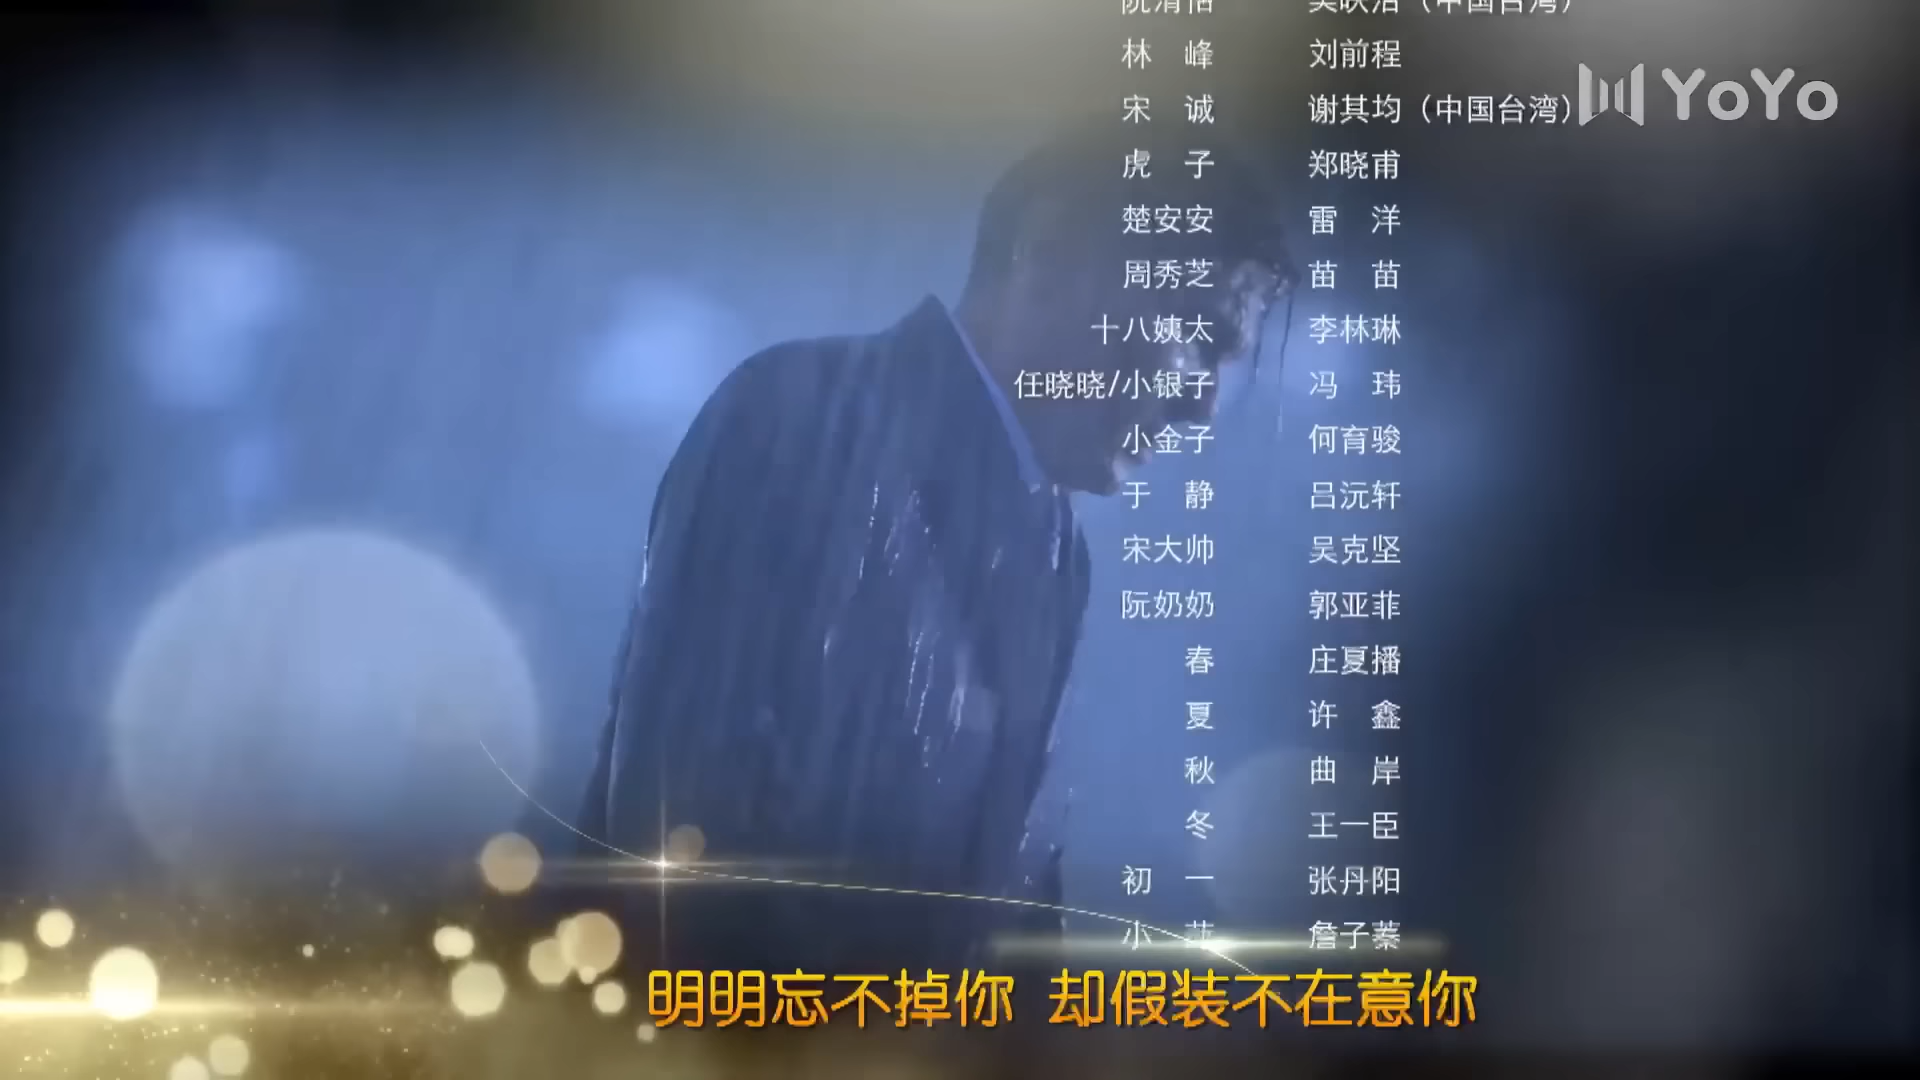 林 峰 刘前程
宋 诚 谢其均（中国台湾）
YoYo
虎 子 郑晓甫
楚安安 雷 洋
周秀芝 苗 苗
十八姨太 李林琳
任晓晓/小银子 冯 玮
小金子 何育骏
于 静 吕沅轩
宋大帅 吴克坚
阮奶奶 郭亚菲
春 庄夏播
夏 许 鑫
秋 曲 岸
冬 王一臣
初 一 张丹阳
小 詹子蓁
明明忘不掉你 却假装不在意你